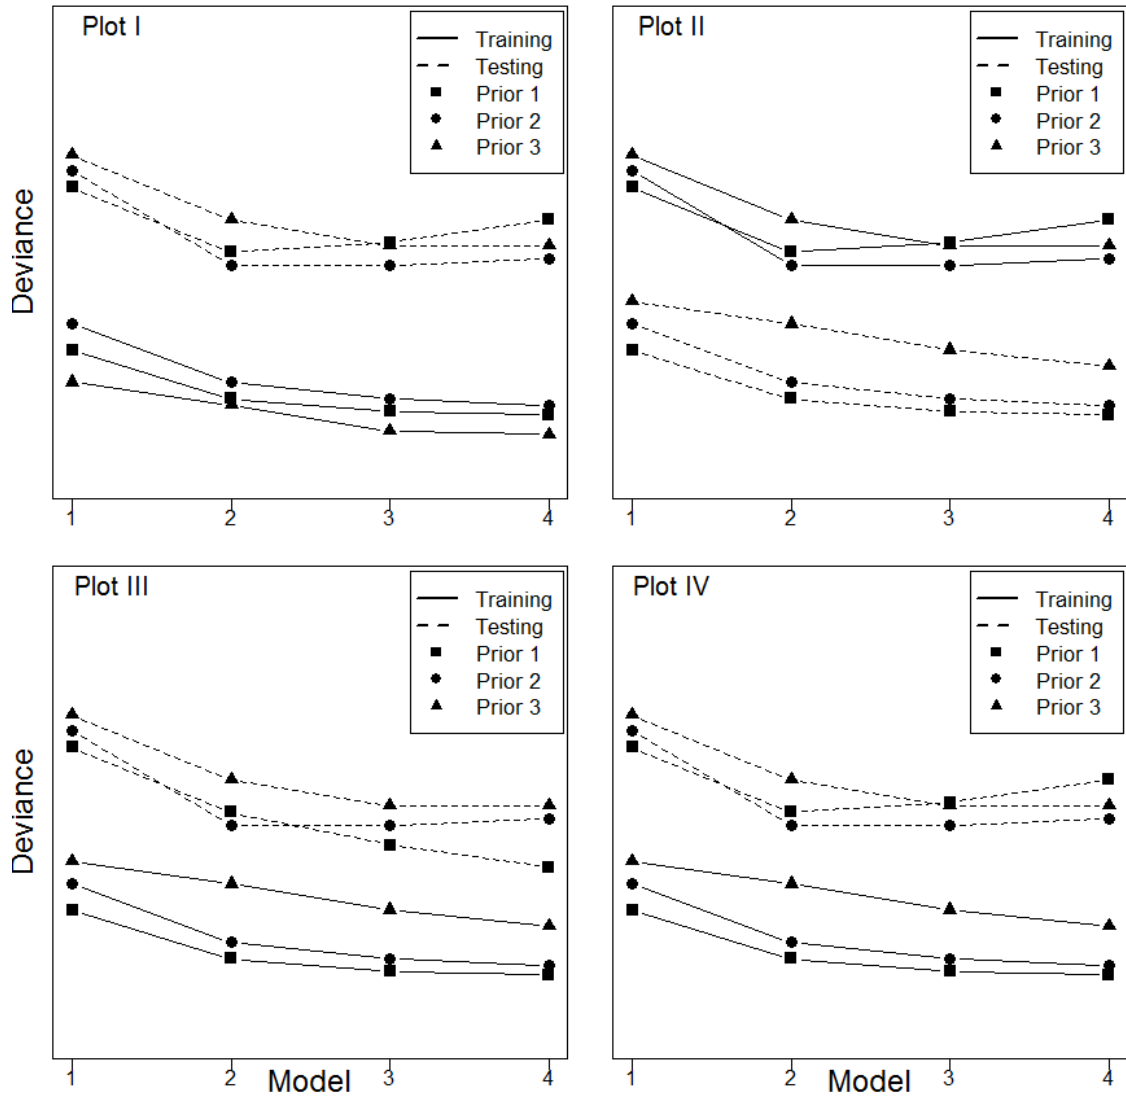 Plot I
Training
Testing
Prior 1
Prior 2
Prior 3
Deviance
1 2 3 4
Plot II
Training
Testing
Prior 1
Prior 2
Prior 3
1 2 3 4
Plot III
Training
Testing
Prior 1
Prior 2
Prior 3
Deviance
1 2 3 4
Model
Plot IV
Training
Testing
Prior 1
Prior 2
Prior 3
1 2 3 4
Model